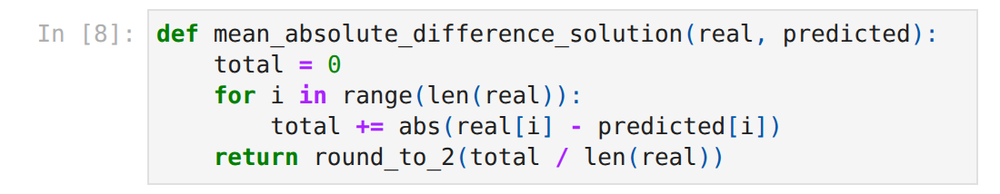 In [8]: def mean_absolute_difference_solution(real, predicted):
    total = 0
    for i in range(len(real)):
        total += abs(real[i] - predicted[i])
    return round_to_2(total / len(real))